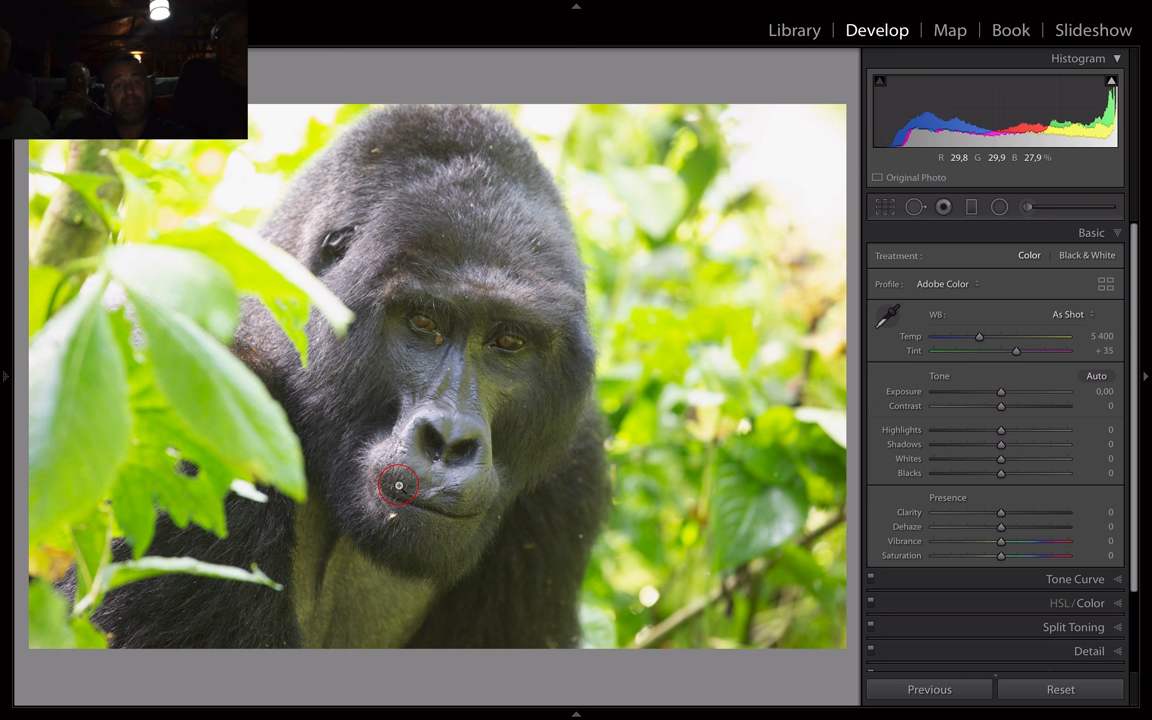 Library | Develop | Map | Book | Slideshow
Histogram
R 29,8 G 29,9 B 27,9 %
Original Photo
Basic
Treatment : Color | Black & White
Profile : Adobe Color
WB : As Shot
Temp 5 400
Tint + 35
Tone Auto
Exposure 0,00
Contrast 0
Highlights 0
Shadows 0
Whites 0
Blacks 0
Presence
Clarity 0
Dehaze 0
Vibrance 0
Saturation 0
Tone Curve
HSL / Color
Split Toning
Detail
Previous Reset